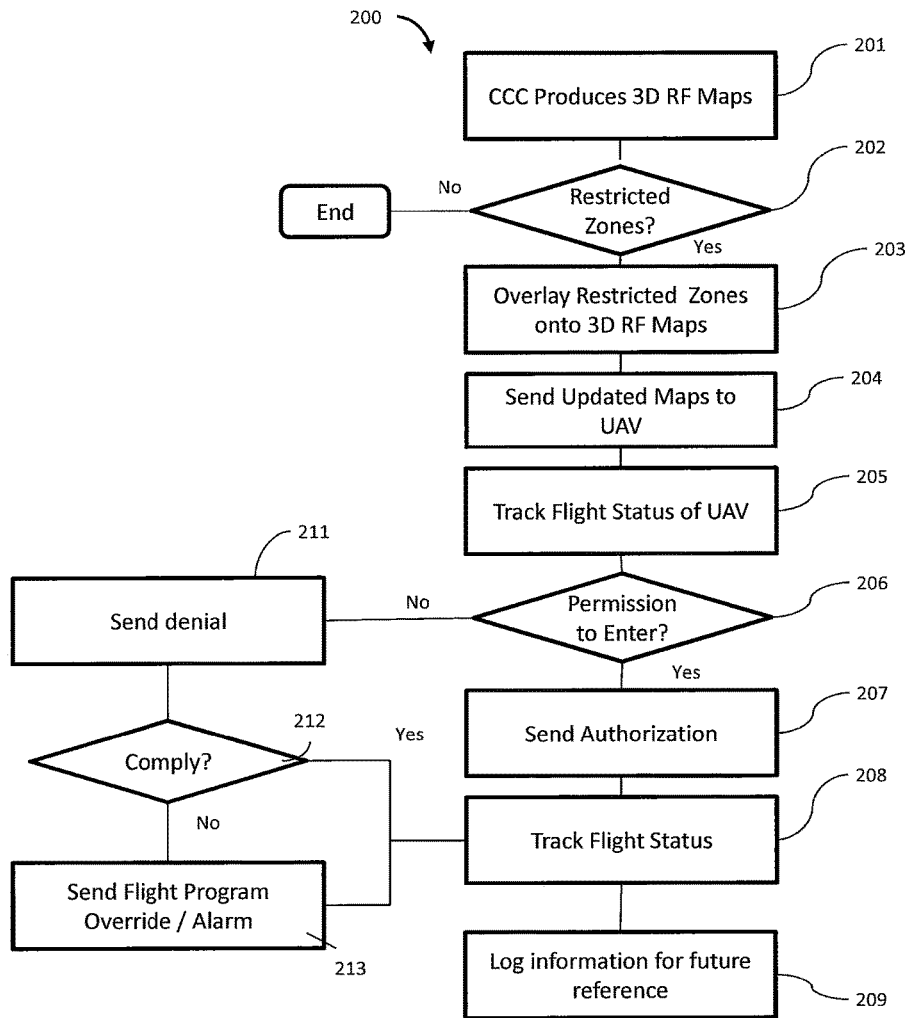 200
201
CCC Produces 3D RF Maps
202
No
End
Restricted
Zones?
Yes
203
Overlay Restricted Zones
onto 3D RF Maps
204
Send Updated Maps to
UAV
205
Track Flight Status of UAV
211
206
No
Permission
to Enter?
Send denial
Yes
207
Send Authorization
212
Yes
Comply?
208
No
Track Flight Status
Send Flight Program
Override / Alarm
213
Log information for future
reference
209